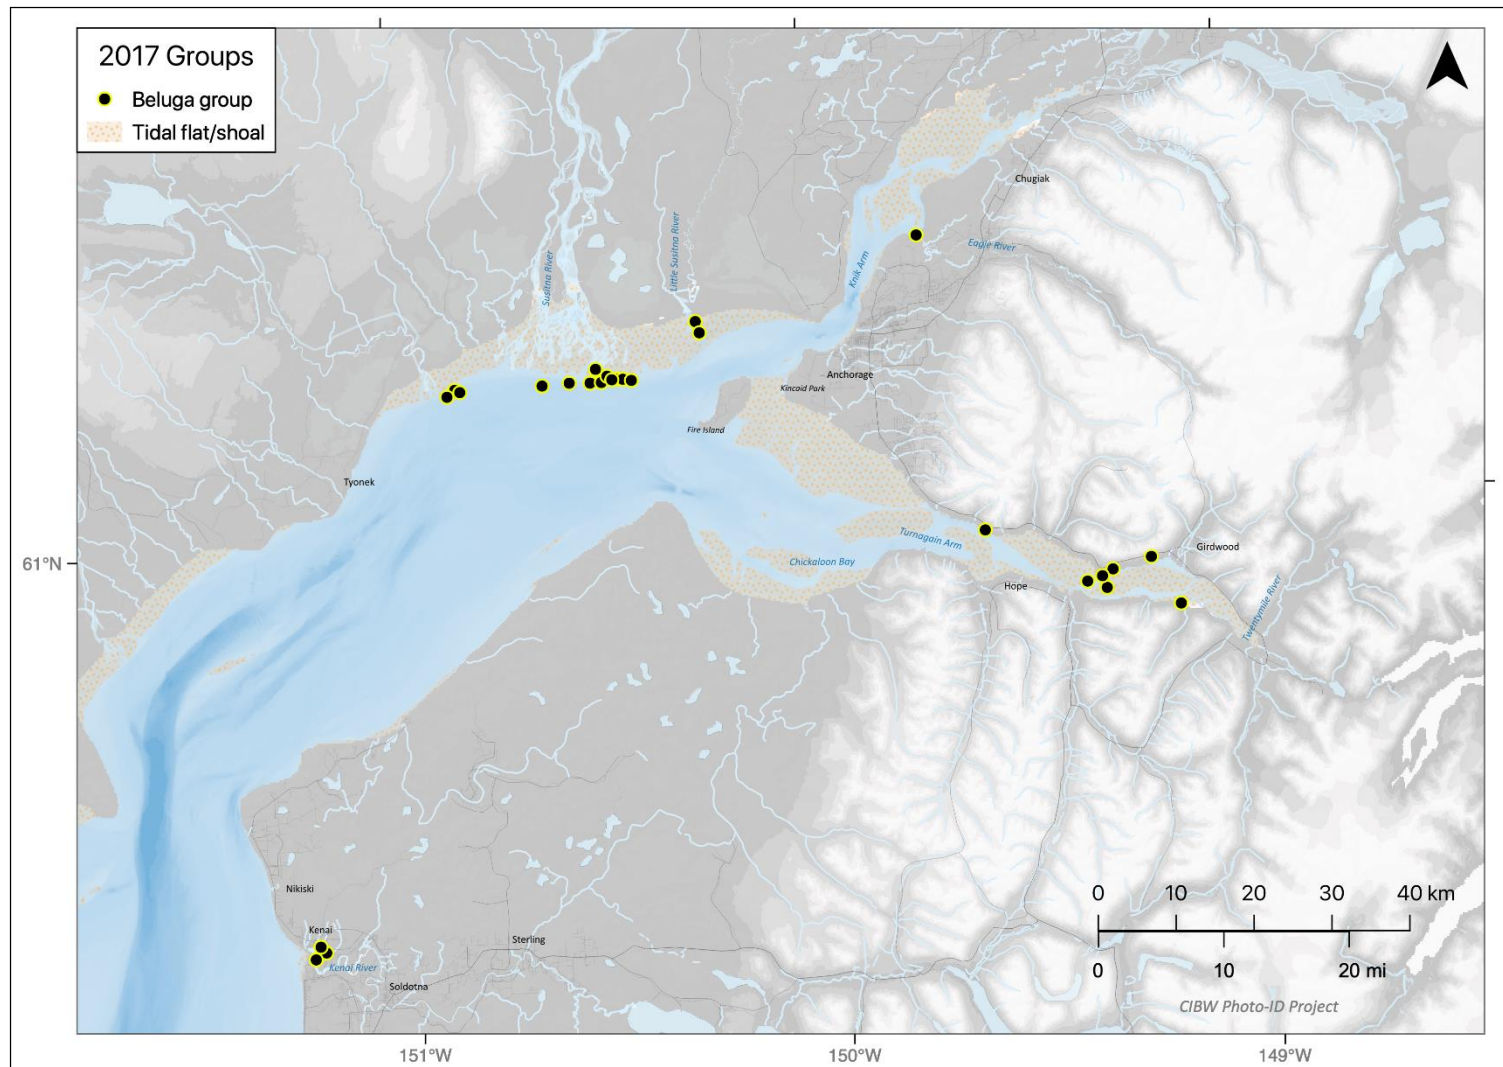 2017 Groups
Beluga group
Tidal flat/shoal
Chugiak
Eagle River
Little Susitna River
Susitna River
Knik Arm
Anchorage
Kincaid Park
Fire Island
Tyonek
Turnagain Arm
Girdwood
61°N
Chickaloon Bay
Hope
Twentymile River
Nikiski
0 10 20 30 40 km
Kenai
Sterling
Kenai River
0 10 20 mi
Soldotna
CIBW Photo-ID Project
151°W 150°W 149°W